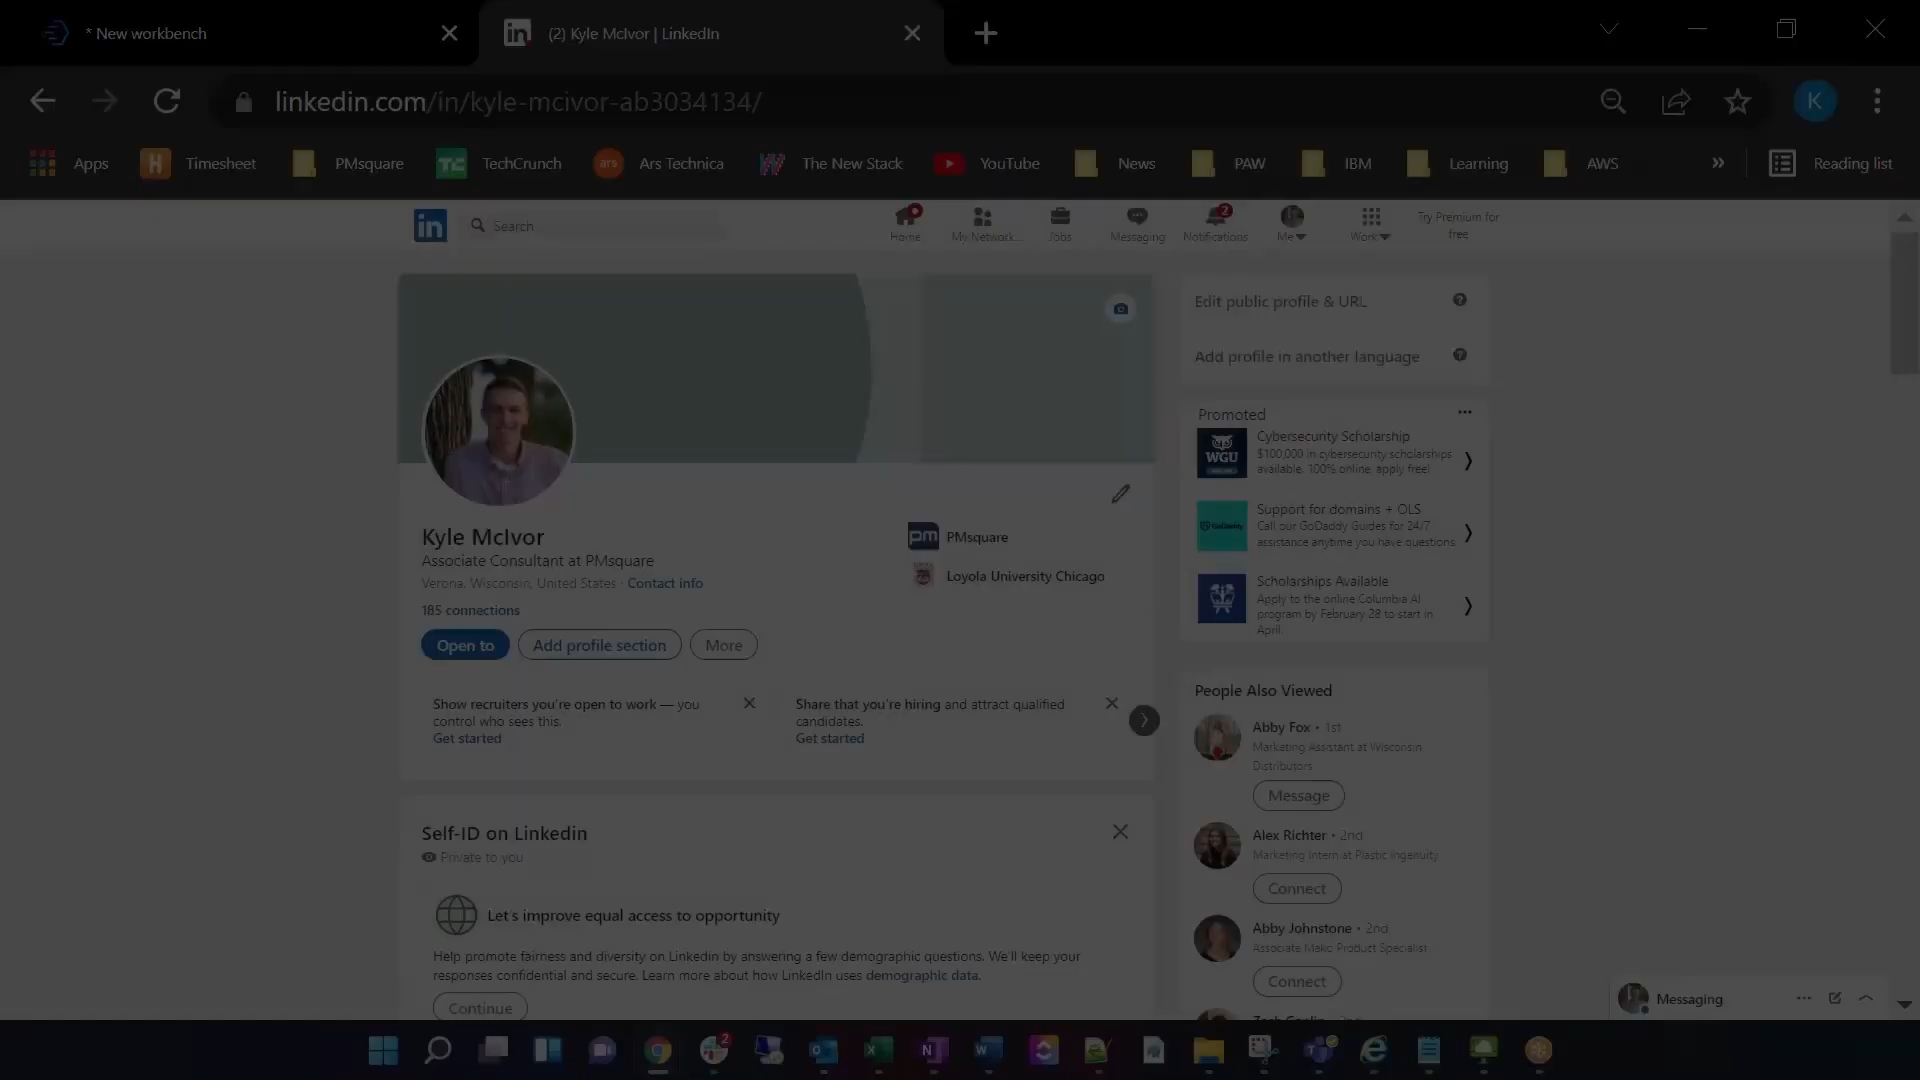 * New workbench
(2) Kyle McIvor | LinkedIn
linkedin.com/in/kyle-mcivor-ab3034134/
K
Apps
Timesheet
PMsquare
TechCrunch
Ars Technica
The New Stack
YouTube
News
PAW
IBM
Learning
AWS
»
Reading list
in
Search
Home
My Network
Jobs
Messaging
2
Notifications
Me
Work
Try Premium for
free
Edit public profile & URL
Add profile in another language
Promoted
WGU
Cybersecurity Scholarship
$100,000 in cybersecurity scholarships
available. 100% online, apply free!
GoDaddy
Support for domains + OLS
Call our GoDaddy Guides for 24/7
assistance anytime you have questions
Scholarships Available
Apply to the online Columbia AI
program by February 28 to start in
April.
Kyle McIvor
Associate Consultant at PMsquare
Verona, Wisconsin, United States · Contact info
185 connections
pm
PMsquare
Loyola University Chicago
Open to
Add profile section
More
Show recruiters you're open to work — you
control who sees this.
Get started
Share that you're hiring and attract qualified
candidates.
Get started
People Also Viewed
Abby Fox • 1st
Marketing Assistant at Wisconsin
Distributors
Message
Alex Richter • 2nd
Marketing Intern at Plastic Ingenuity
Connect
Abby Johnstone • 2nd
Associate Mako Product Specialist
Connect
Self-ID on Linkedin
Private to you
Let's improve equal access to opportunity
Help promote fairness and diversity on LinkedIn by answering a few demographic questions. We'll keep your
responses confidential and secure. Learn more about how LinkedIn uses demographic data.
Continue
Messaging
2